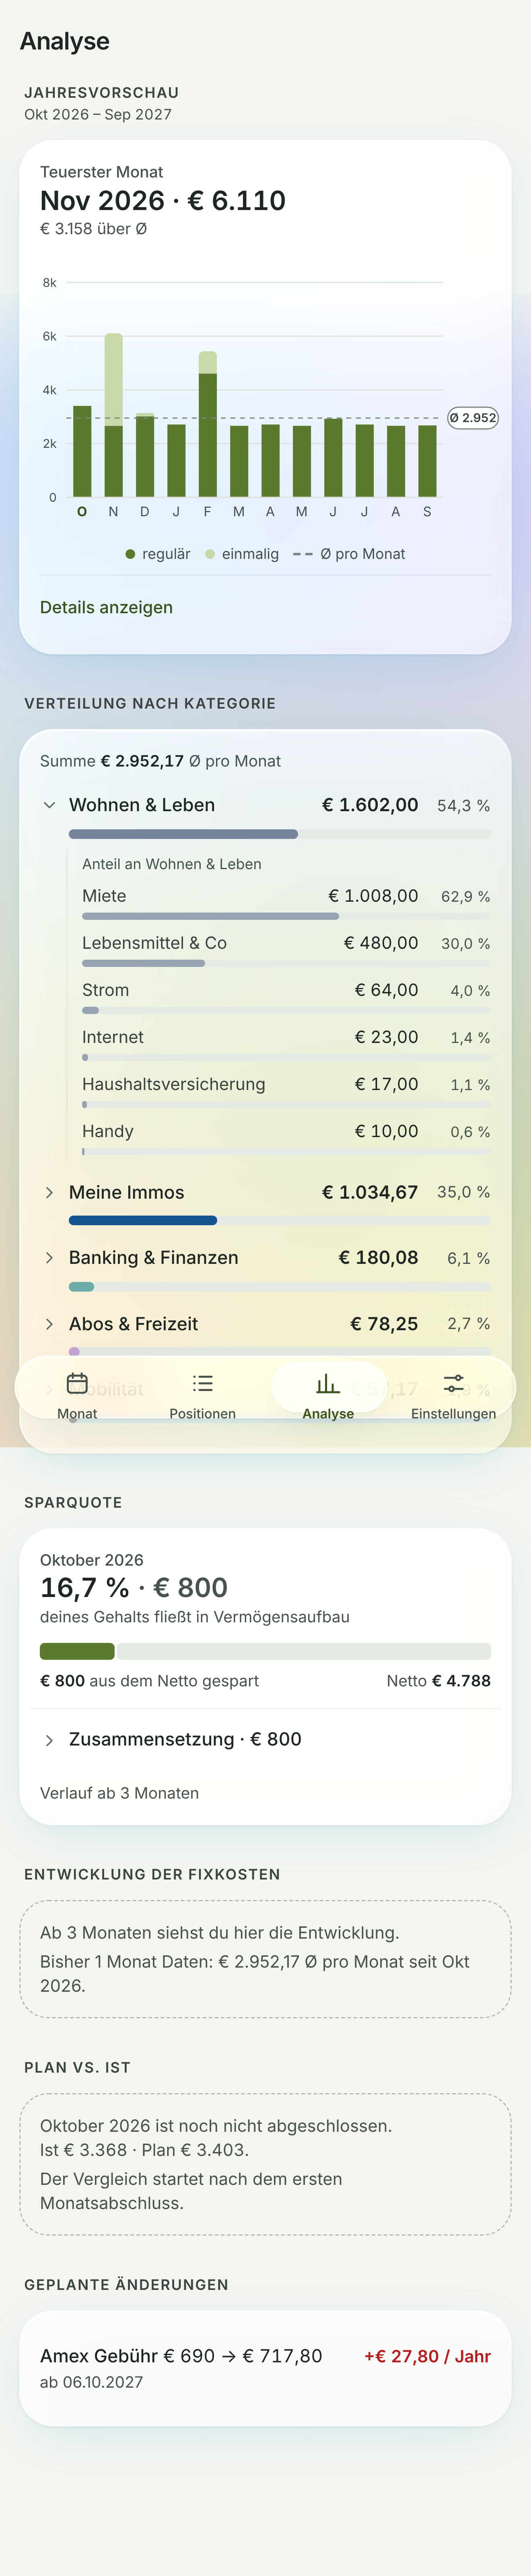 Analyse
JAHRESVORSCHAU
Okt 2026 – Sep 2027
Teuerster Monat
Nov 2026 · € 6.110
€ 3.158 über Ø
8k
6k
4k
2k
0
Ø 2.952
O N D J F M A M J J A S
regulär einmalig Ø pro Monat
Details anzeigen
VERTEILUNG NACH KATEGORIE
Summe € 2.952,17 Ø pro Monat
Wohnen & Leben € 1.602,00 54,3 %
Anteil an Wohnen & Leben
Miete € 1.008,00 62,9 %
Lebensmittel & Co € 480,00 30,0 %
Strom € 64,00 4,0 %
Internet € 23,00 1,4 %
Haushaltsversicherung € 17,00 1,1 %
Handy € 10,00 0,6 %
Meine Immos € 1.034,67 35,0 %
Banking & Finanzen € 180,08 6,1 %
Abos & Freizeit € 78,25 2,7 %
Mobilität
Monat Positionen Analyse Einstellungen
SPARQUOTE
Oktober 2026
16,7 % · € 800
deines Gehalts fließt in Vermögensaufbau
€ 800 aus dem Netto gespart Netto € 4.788
Zusammensetzung · € 800
Verlauf ab 3 Monaten
ENTWICKLUNG DER FIXKOSTEN
Ab 3 Monaten siehst du hier die Entwicklung.
Bisher 1 Monat Daten: € 2.952,17 Ø pro Monat seit Okt
2026.
PLAN VS. IST
Oktober 2026 ist noch nicht abgeschlossen.
Ist € 3.368 · Plan € 3.403.
Der Vergleich startet nach dem ersten
Monatsabschluss.
GEPLANTE ÄNDERUNGEN
Amex Gebühr € 690 → € 717,80 +€ 27,80 / Jahr
ab 06.10.2027